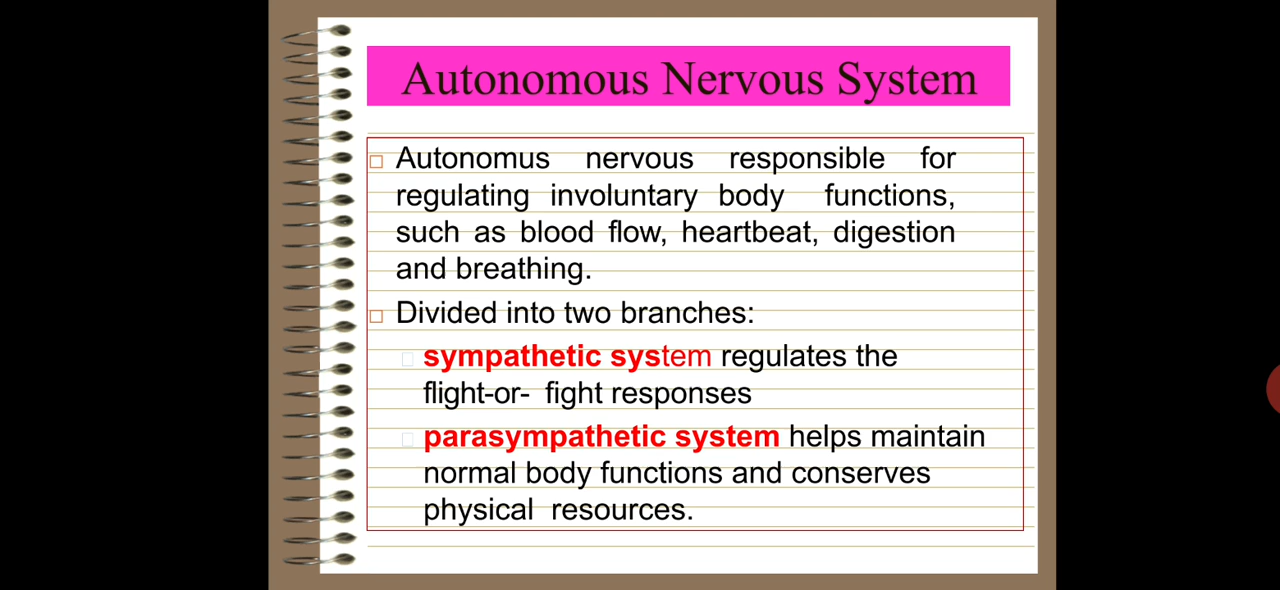 Autonomous Nervous System
Autonomus nervous responsible for
regulating involuntary body functions,
such as blood flow, heartbeat, digestion
and breathing.
Divided into two branches:
sympathetic system regulates the
flight-or- fight responses
parasympathetic system helps maintain
normal body functions and conserves
physical resources.